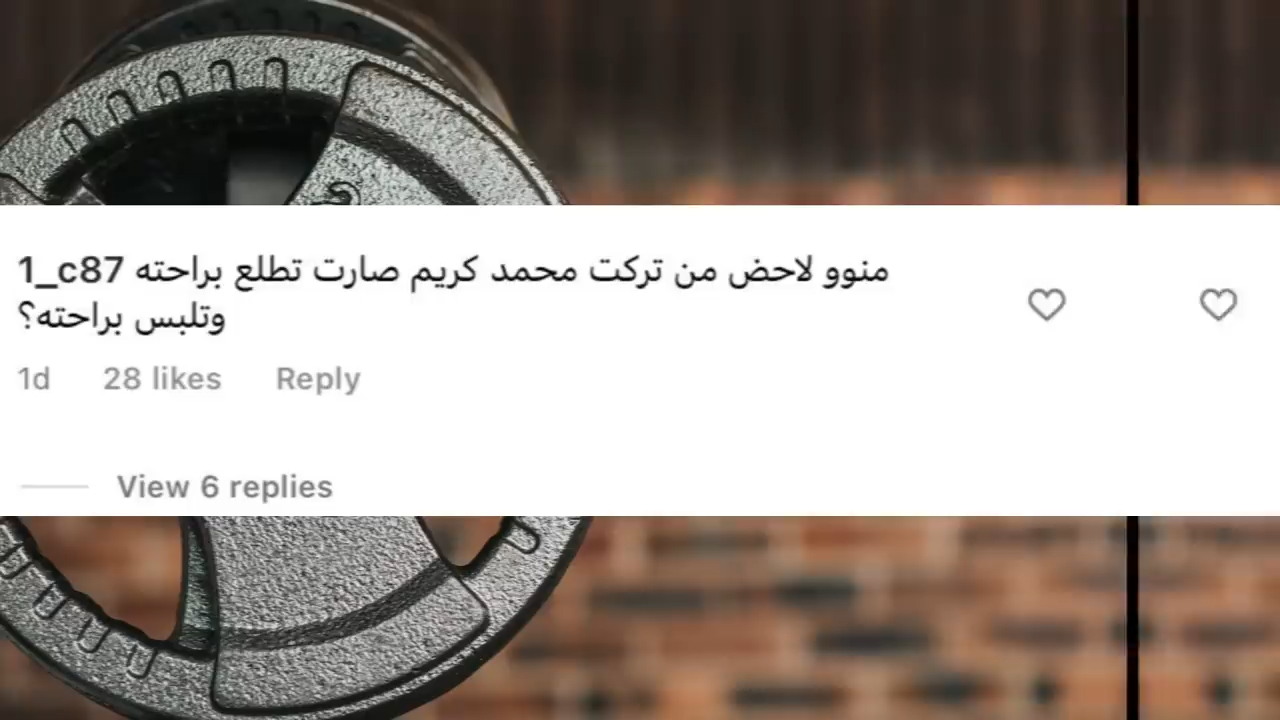 1_c87 منوو لاحض من تركت محمد كريم صارت تطلع براحته
وتلبس براحته؟
1d 28 likes Reply
View 6 replies